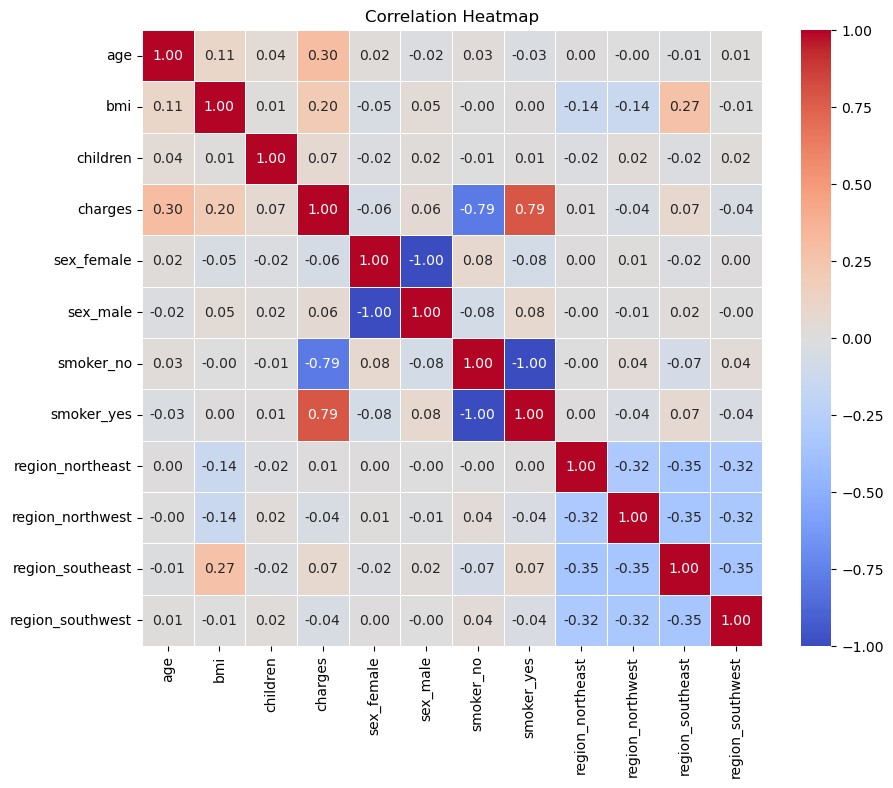 Correlation Heatmap
age 1.00 0.11 0.04 0.30 0.02 -0.02 0.03 -0.03 0.00 -0.00 -0.01 0.01
bmi 0.11 1.00 0.01 0.20 -0.05 0.05 -0.00 0.00 -0.14 -0.14 0.27 -0.01
children 0.04 0.01 1.00 0.07 -0.02 0.02 -0.01 0.01 -0.02 0.02 -0.02 0.02
charges 0.30 0.20 0.07 1.00 -0.06 0.06 -0.79 0.79 0.01 -0.04 0.07 -0.04
sex_female 0.02 -0.05 -0.02 -0.06 1.00 -1.00 0.08 -0.08 0.00 0.01 -0.02 0.00
sex_male -0.02 0.05 0.02 0.06 -1.00 1.00 -0.08 0.08 -0.00 -0.01 0.02 -0.00
smoker_no 0.03 -0.00 -0.01 -0.79 0.08 -0.08 1.00 -1.00 -0.00 0.04 -0.07 0.04
smoker_yes -0.03 0.00 0.01 0.79 -0.08 0.08 -1.00 1.00 0.00 -0.04 0.07 -0.04
region_northeast 0.00 -0.14 -0.02 0.01 0.00 -0.00 -0.00 0.00 1.00 -0.32 -0.35 -0.32
region_northwest -0.00 -0.14 0.02 -0.04 0.01 -0.01 0.04 -0.04 -0.32 1.00 -0.35 -0.32
region_southeast -0.01 0.27 -0.02 0.07 -0.02 0.02 -0.07 0.07 -0.35 -0.35 1.00 -0.35
region_southwest 0.01 -0.01 0.02 -0.04 0.00 -0.00 0.04 -0.04 -0.32 -0.32 -0.35 1.00
age
bmi
children
charges
sex_female
sex_male
smoker_no
smoker_yes
region_northeast
region_northwest
region_southeast
region_southwest
1.00
0.75
0.50
0.25
0.00
−0.25
−0.50
−0.75
−1.00